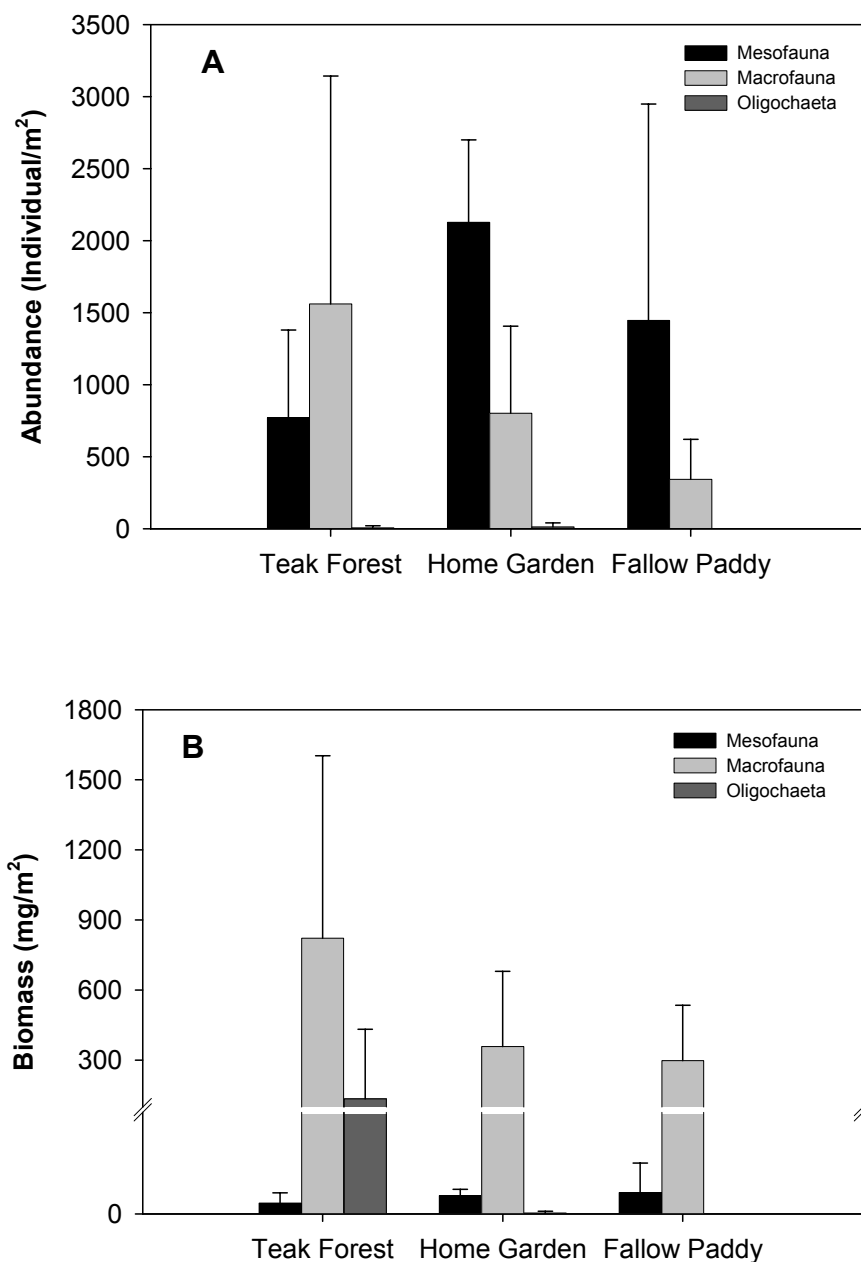 A
Mesofauna
Macrofauna
Oligochaeta
Abundance (Individual/m²)
3500
3000
2500
2000
1500
1000
500
0
Teak Forest Home Garden Fallow Paddy
B
Mesofauna
Macrofauna
Oligochaeta
Biomass (mg/m²)
1800
1500
1200
900
600
300
0
Teak Forest Home Garden Fallow Paddy